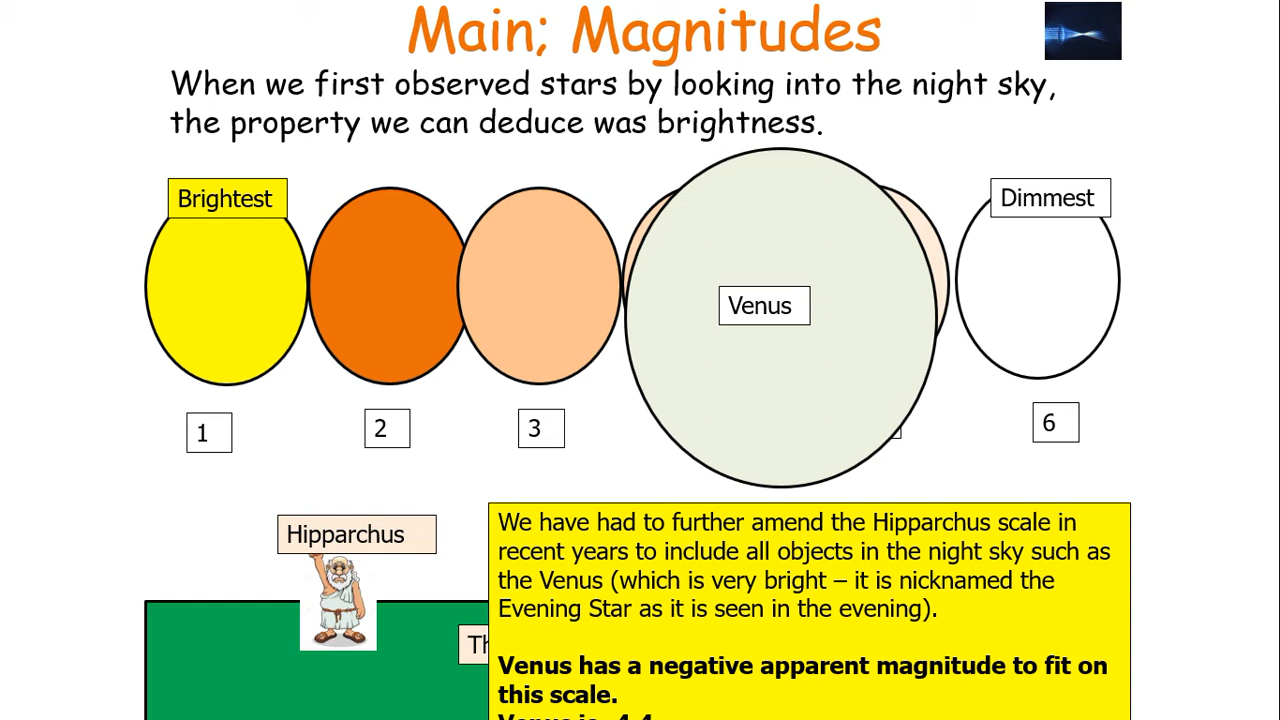 Main; Magnitudes
When we first observed stars by looking into the night sky,
the property we can deduce was brightness.
Brightest
Dimmest
Venus
1
2
3
6
Hipparchus
We have had to further amend the Hipparchus scale in
recent years to include all objects in the night sky such as
the Venus (which is very bright – it is nicknamed the
Evening Star as it is seen in the evening).
Venus has a negative apparent magnitude to fit on
this scale.
Venus is -4.4